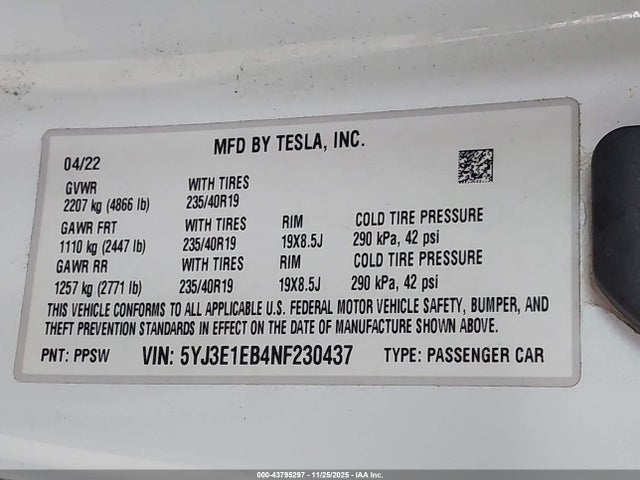 MFD BY TESLA, INC.
04/22
GVWR WITH TIRES
2207 kg (4866 lb) 235/40R19
GAWR FRT WITH TIRES RIM COLD TIRE PRESSURE
1110 kg (2447 lb) 235/40R19 19X8.5J 290 kPa, 42 psi
GAWR RR WITH TIRES RIM COLD TIRE PRESSURE
1257 kg (2771 lb) 235/40R19 19X8.5J 290 kPa, 42 psi
THIS VEHICLE CONFORMS TO ALL APPLICABLE U.S. FEDERAL MOTOR VEHICLE SAFETY, BUMPER, AND
THEFT PREVENTION STANDARDS IN EFFECT ON THE DATE OF MANUFACTURE SHOWN ABOVE.
PNT: PPSW VIN: 5YJ3E1EB4NF230437 TYPE: PASSENGER CAR
000-43795297 - 11/25/2025 - IAA Inc.